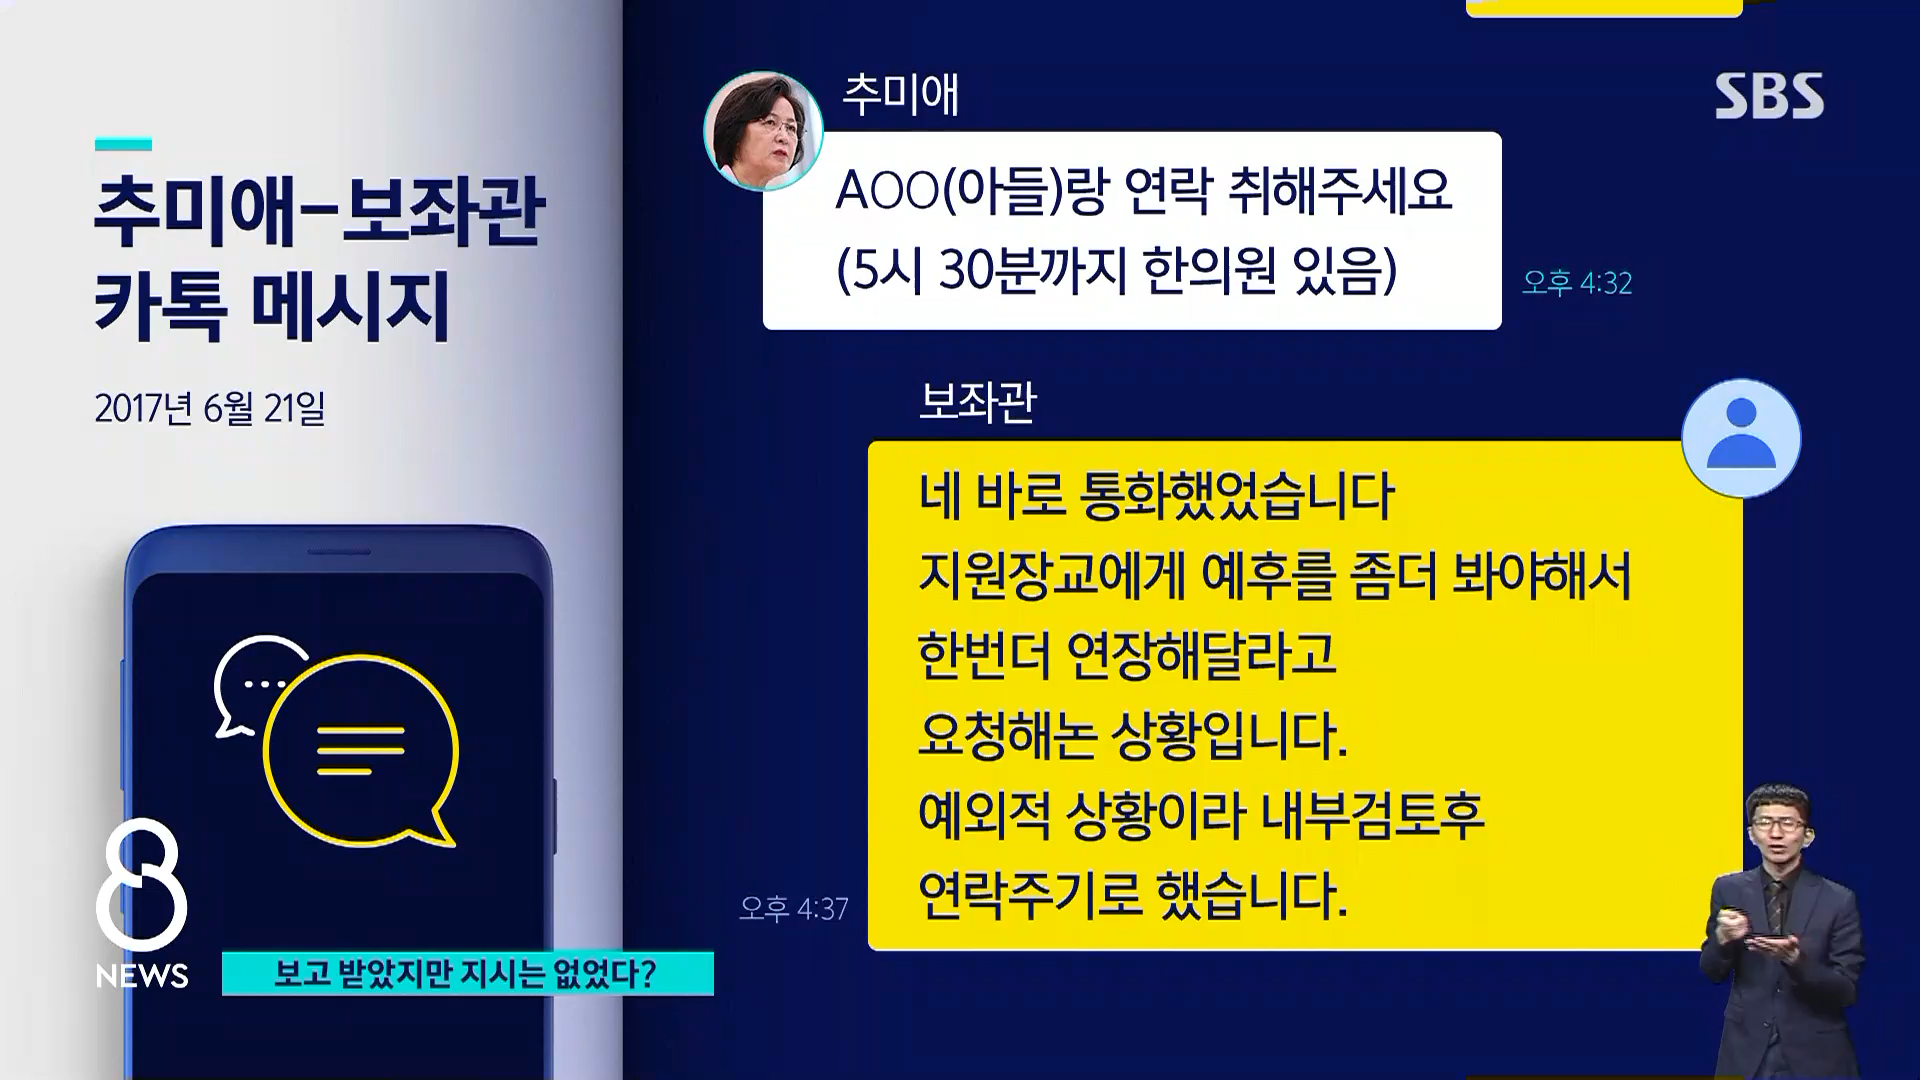 추미애-보좌관
카톡 메시지
2017년 6월 21일
SBS
추미애
AOO(아들)랑 연락 취해주세요
(5시 30분까지 한의원 있음)
오후 4:32
보좌관
네 바로 통화했었습니다
지원장교에게 예후를 좀더 봐야해서
한번더 연장해달라고
요청해논 상황입니다.
예외적 상황이라 내부검토후
연락주기로 했습니다.
오후 4:37
8
NEWS
보고 받았지만 지시는 없었다?